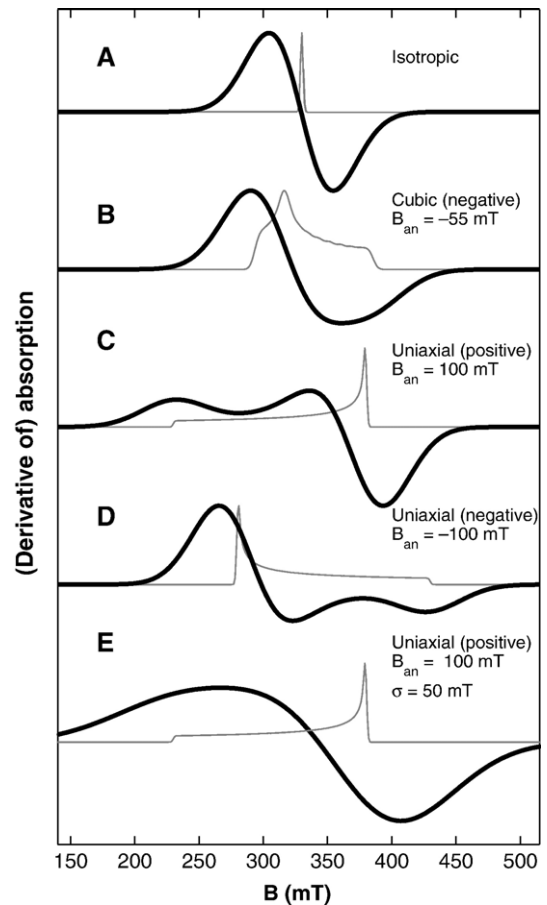 A
Isotropic
B
Cubic (negative)
B_an = –55 mT
C
Uniaxial (positive)
B_an = 100 mT
D
Uniaxial (negative)
B_an = –100 mT
E
Uniaxial (positive)
B_an = 100 mT
σ = 50 mT
(Derivative of) absorption
150 200 250 300 350 400 450 500
B (mT)